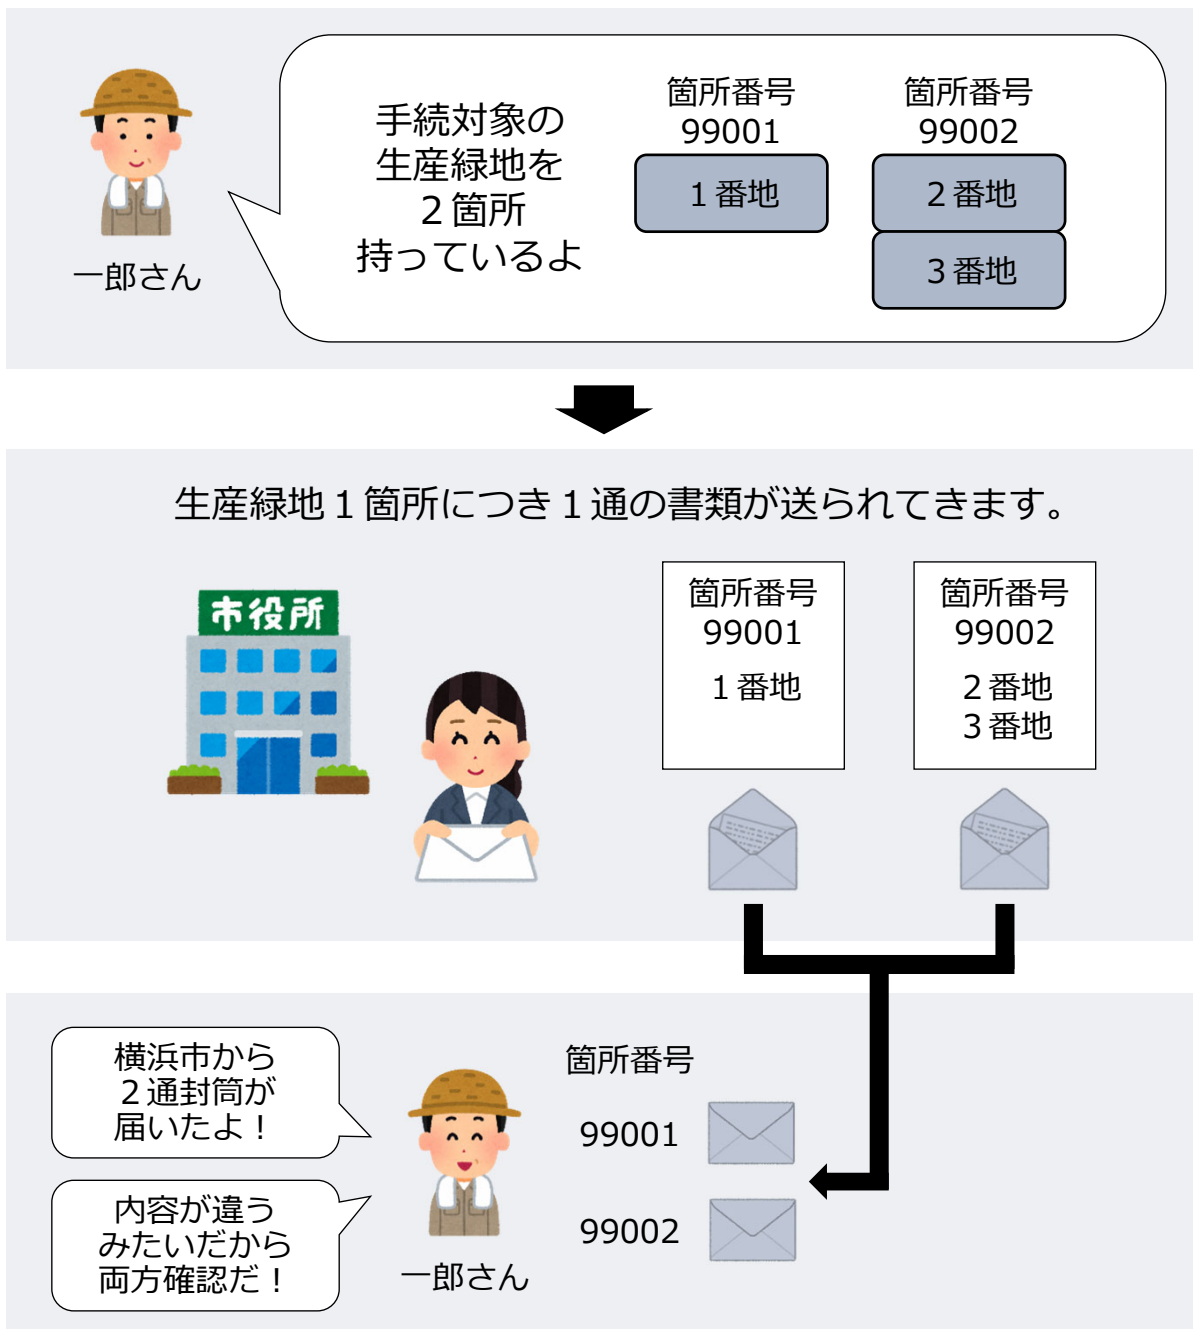 手続対象の
生産緑地を
２箇所
持っているよ
箇所番号
99001
１番地
箇所番号
99002
２番地
３番地
一郎さん
生産緑地１箇所につき１通の書類が送られてきます。
市役所
箇所番号
99001
１番地
箇所番号
99002
２番地
３番地
横浜市から
２通封筒が
届いたよ！
内容が違う
みたいだから
両方確認だ！
一郎さん
箇所番号
99001
99002